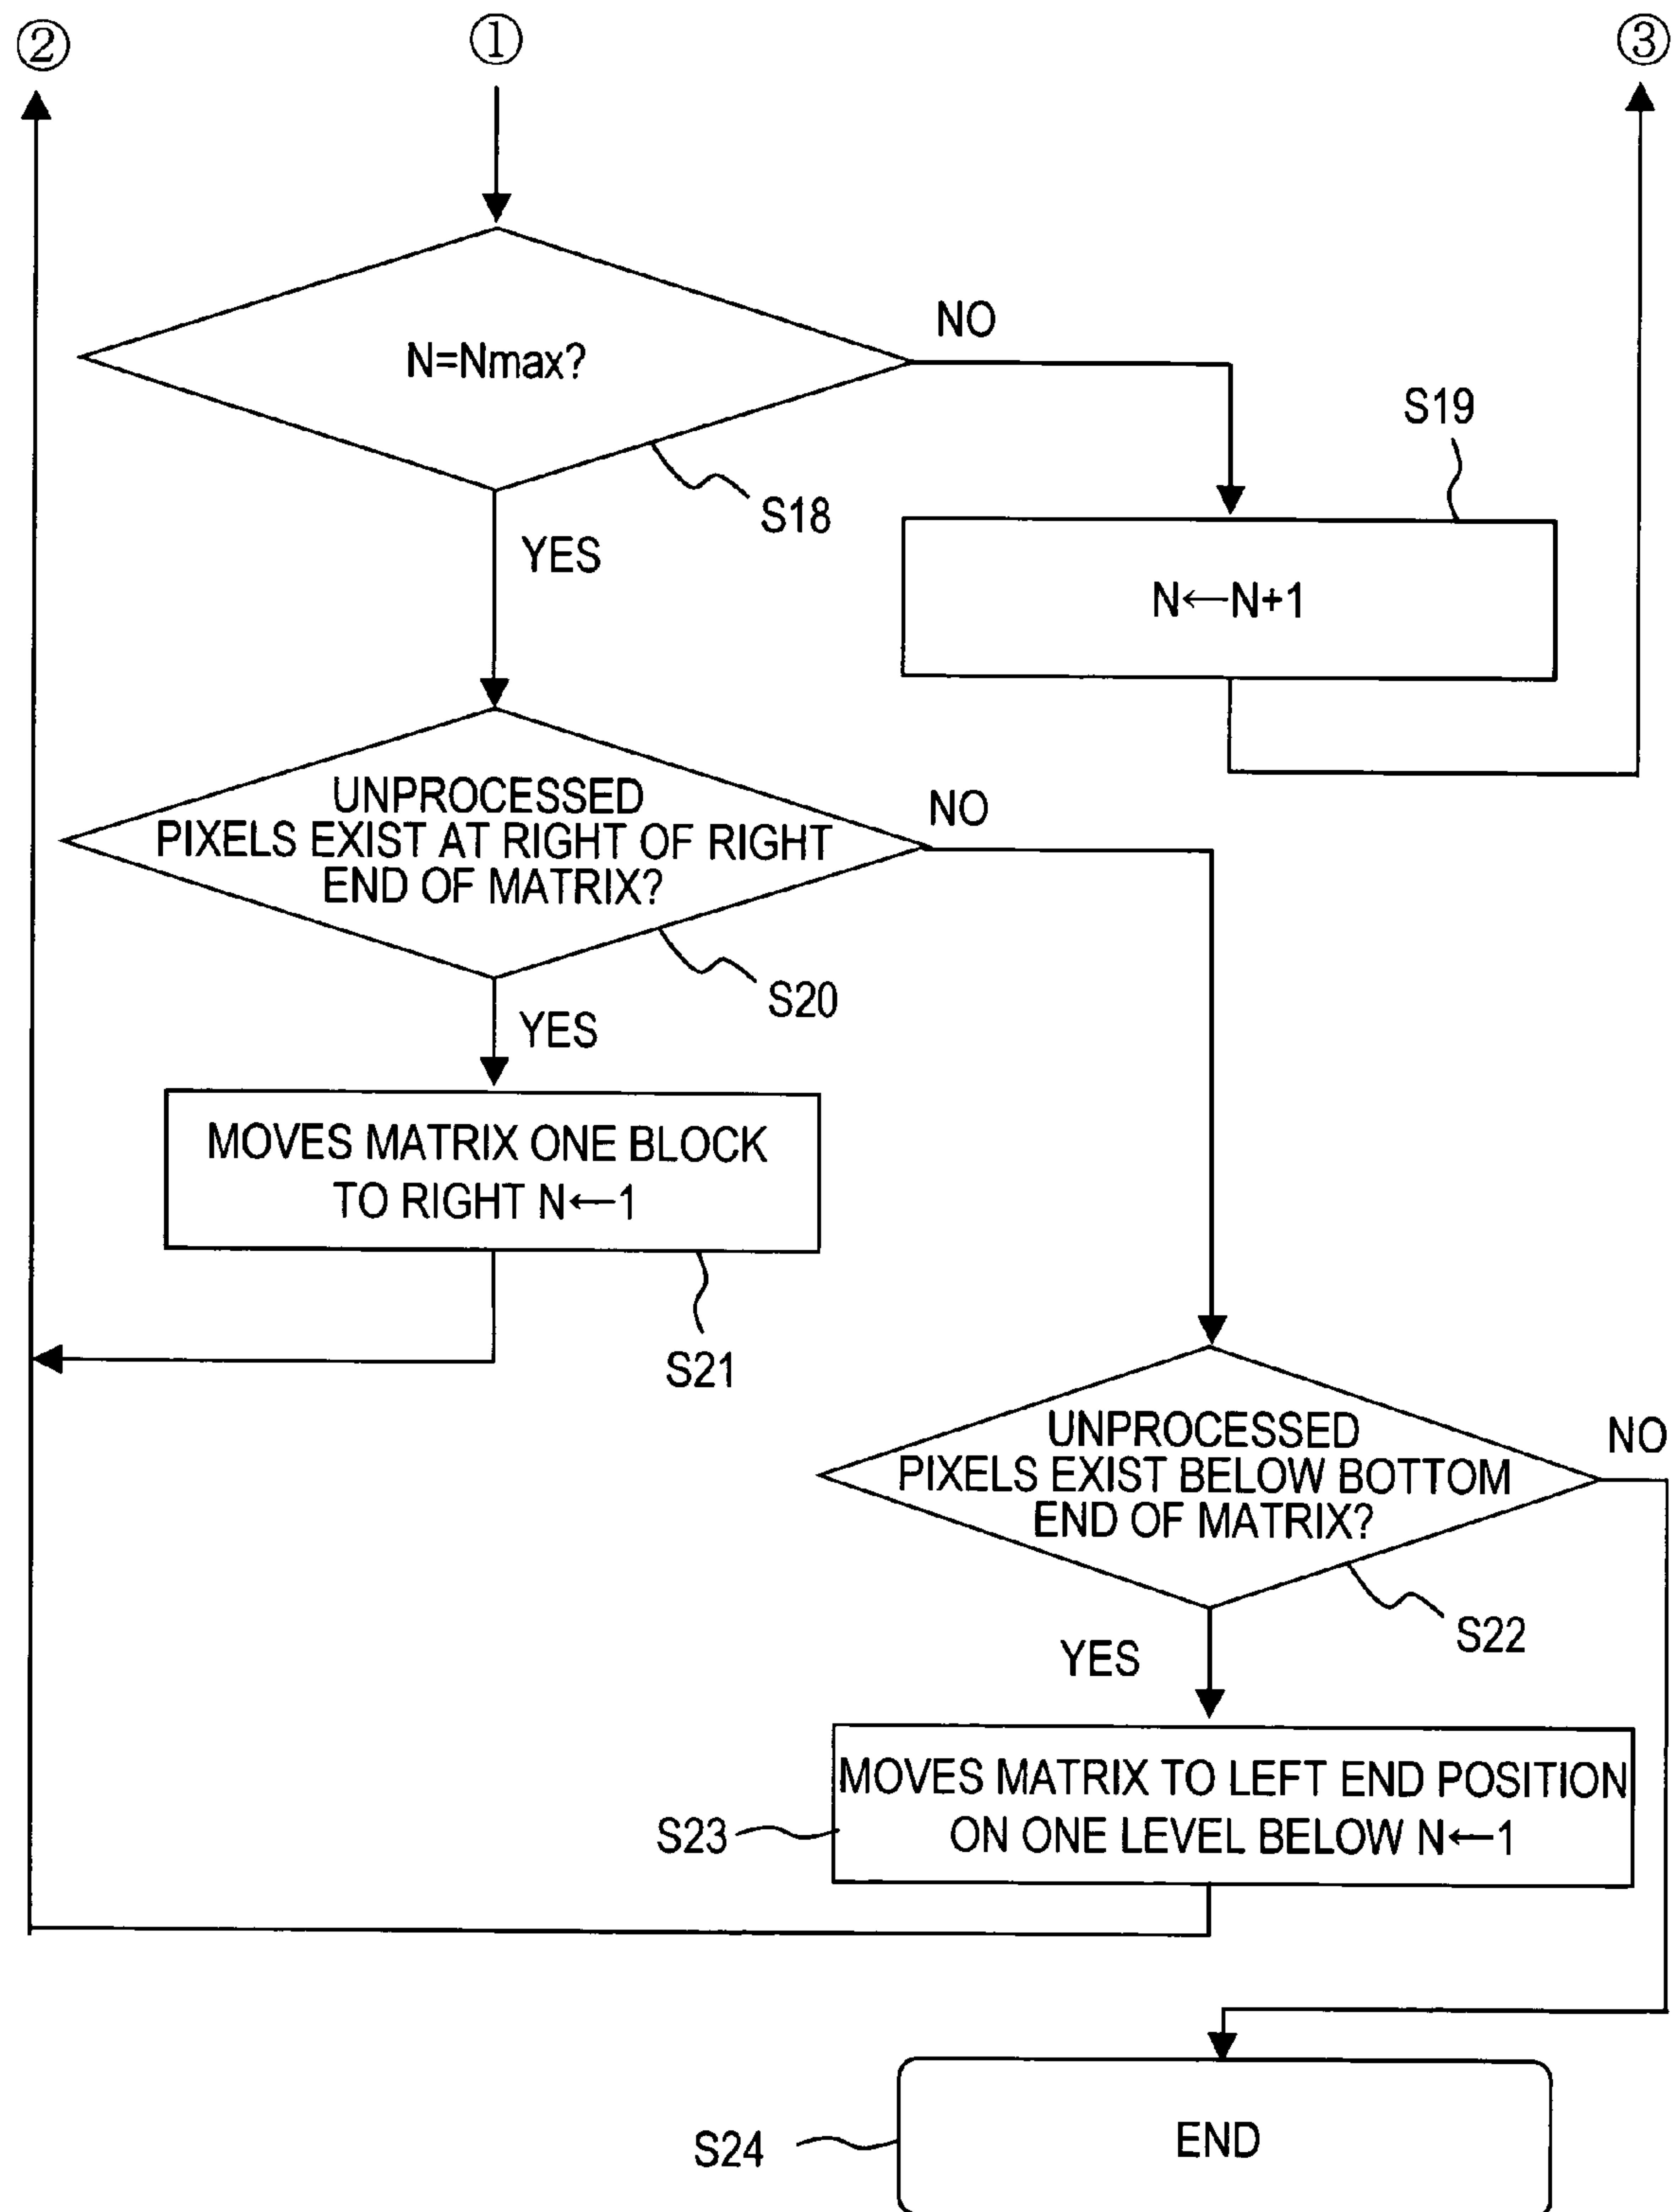 ②
①
③
N=Nmax?
NO
S18
S19
YES
N←N+1
UNPROCESSED
PIXELS EXIST AT RIGHT OF RIGHT
END OF MATRIX?
NO
S20
YES
MOVES MATRIX ONE BLOCK
TO RIGHT N←1
S21
UNPROCESSED
PIXELS EXIST BELOW BOTTOM
END OF MATRIX?
NO
S22
YES
MOVES MATRIX TO LEFT END POSITION
ON ONE LEVEL BELOW N←1
S23
END
S24